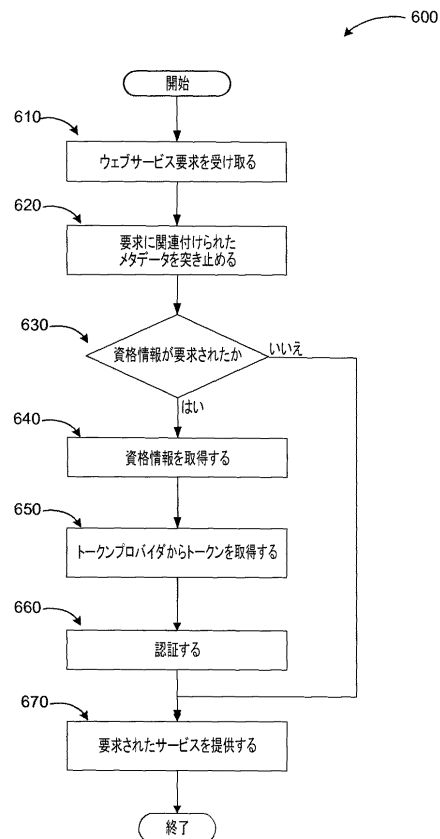 600
開始
610
ウェブサービス要求を受け取る
620
要求に関連付けられた
メタデータを突き止める
630
資格情報が要求されたか
いいえ
はい
640
資格情報を取得する
650
トークンプロバイダからトークンを取得する
660
認証する
670
要求されたサービスを提供する
終了